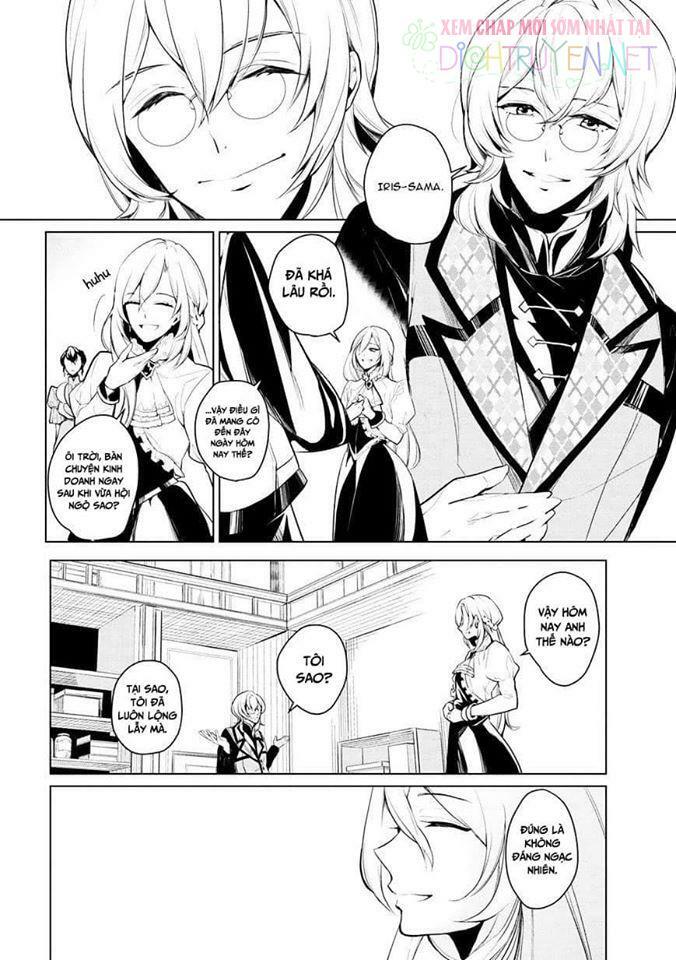 XEM CHAP MỚI SỚM NHẤT TẠI
DICHTRUYEN.NET
IRIS-SAMA.
ĐÃ KHÁ
LÂU RỒI.
...VẬY ĐIỀU GÌ
ĐÃ MANG CÔ
ĐẾN ĐÂY
NGÀY HÔM
NAY THẾ?
huhu
ÔI TRỜI, BÀN
CHUYỆN KINH
DOANH NGAY
SAU KHI VỪA HỘI
NGỘ SAO?
VẬY HÔM
NAY ANH
THẾ NÀO?
TÔI
SAO?
TẠI SAO,
TÔI ĐÃ
LUÔN LỘNG
LẪY MÀ.
ĐÚNG LÀ
KHÔNG
ĐÁNG NGẠC
NHIÊN.